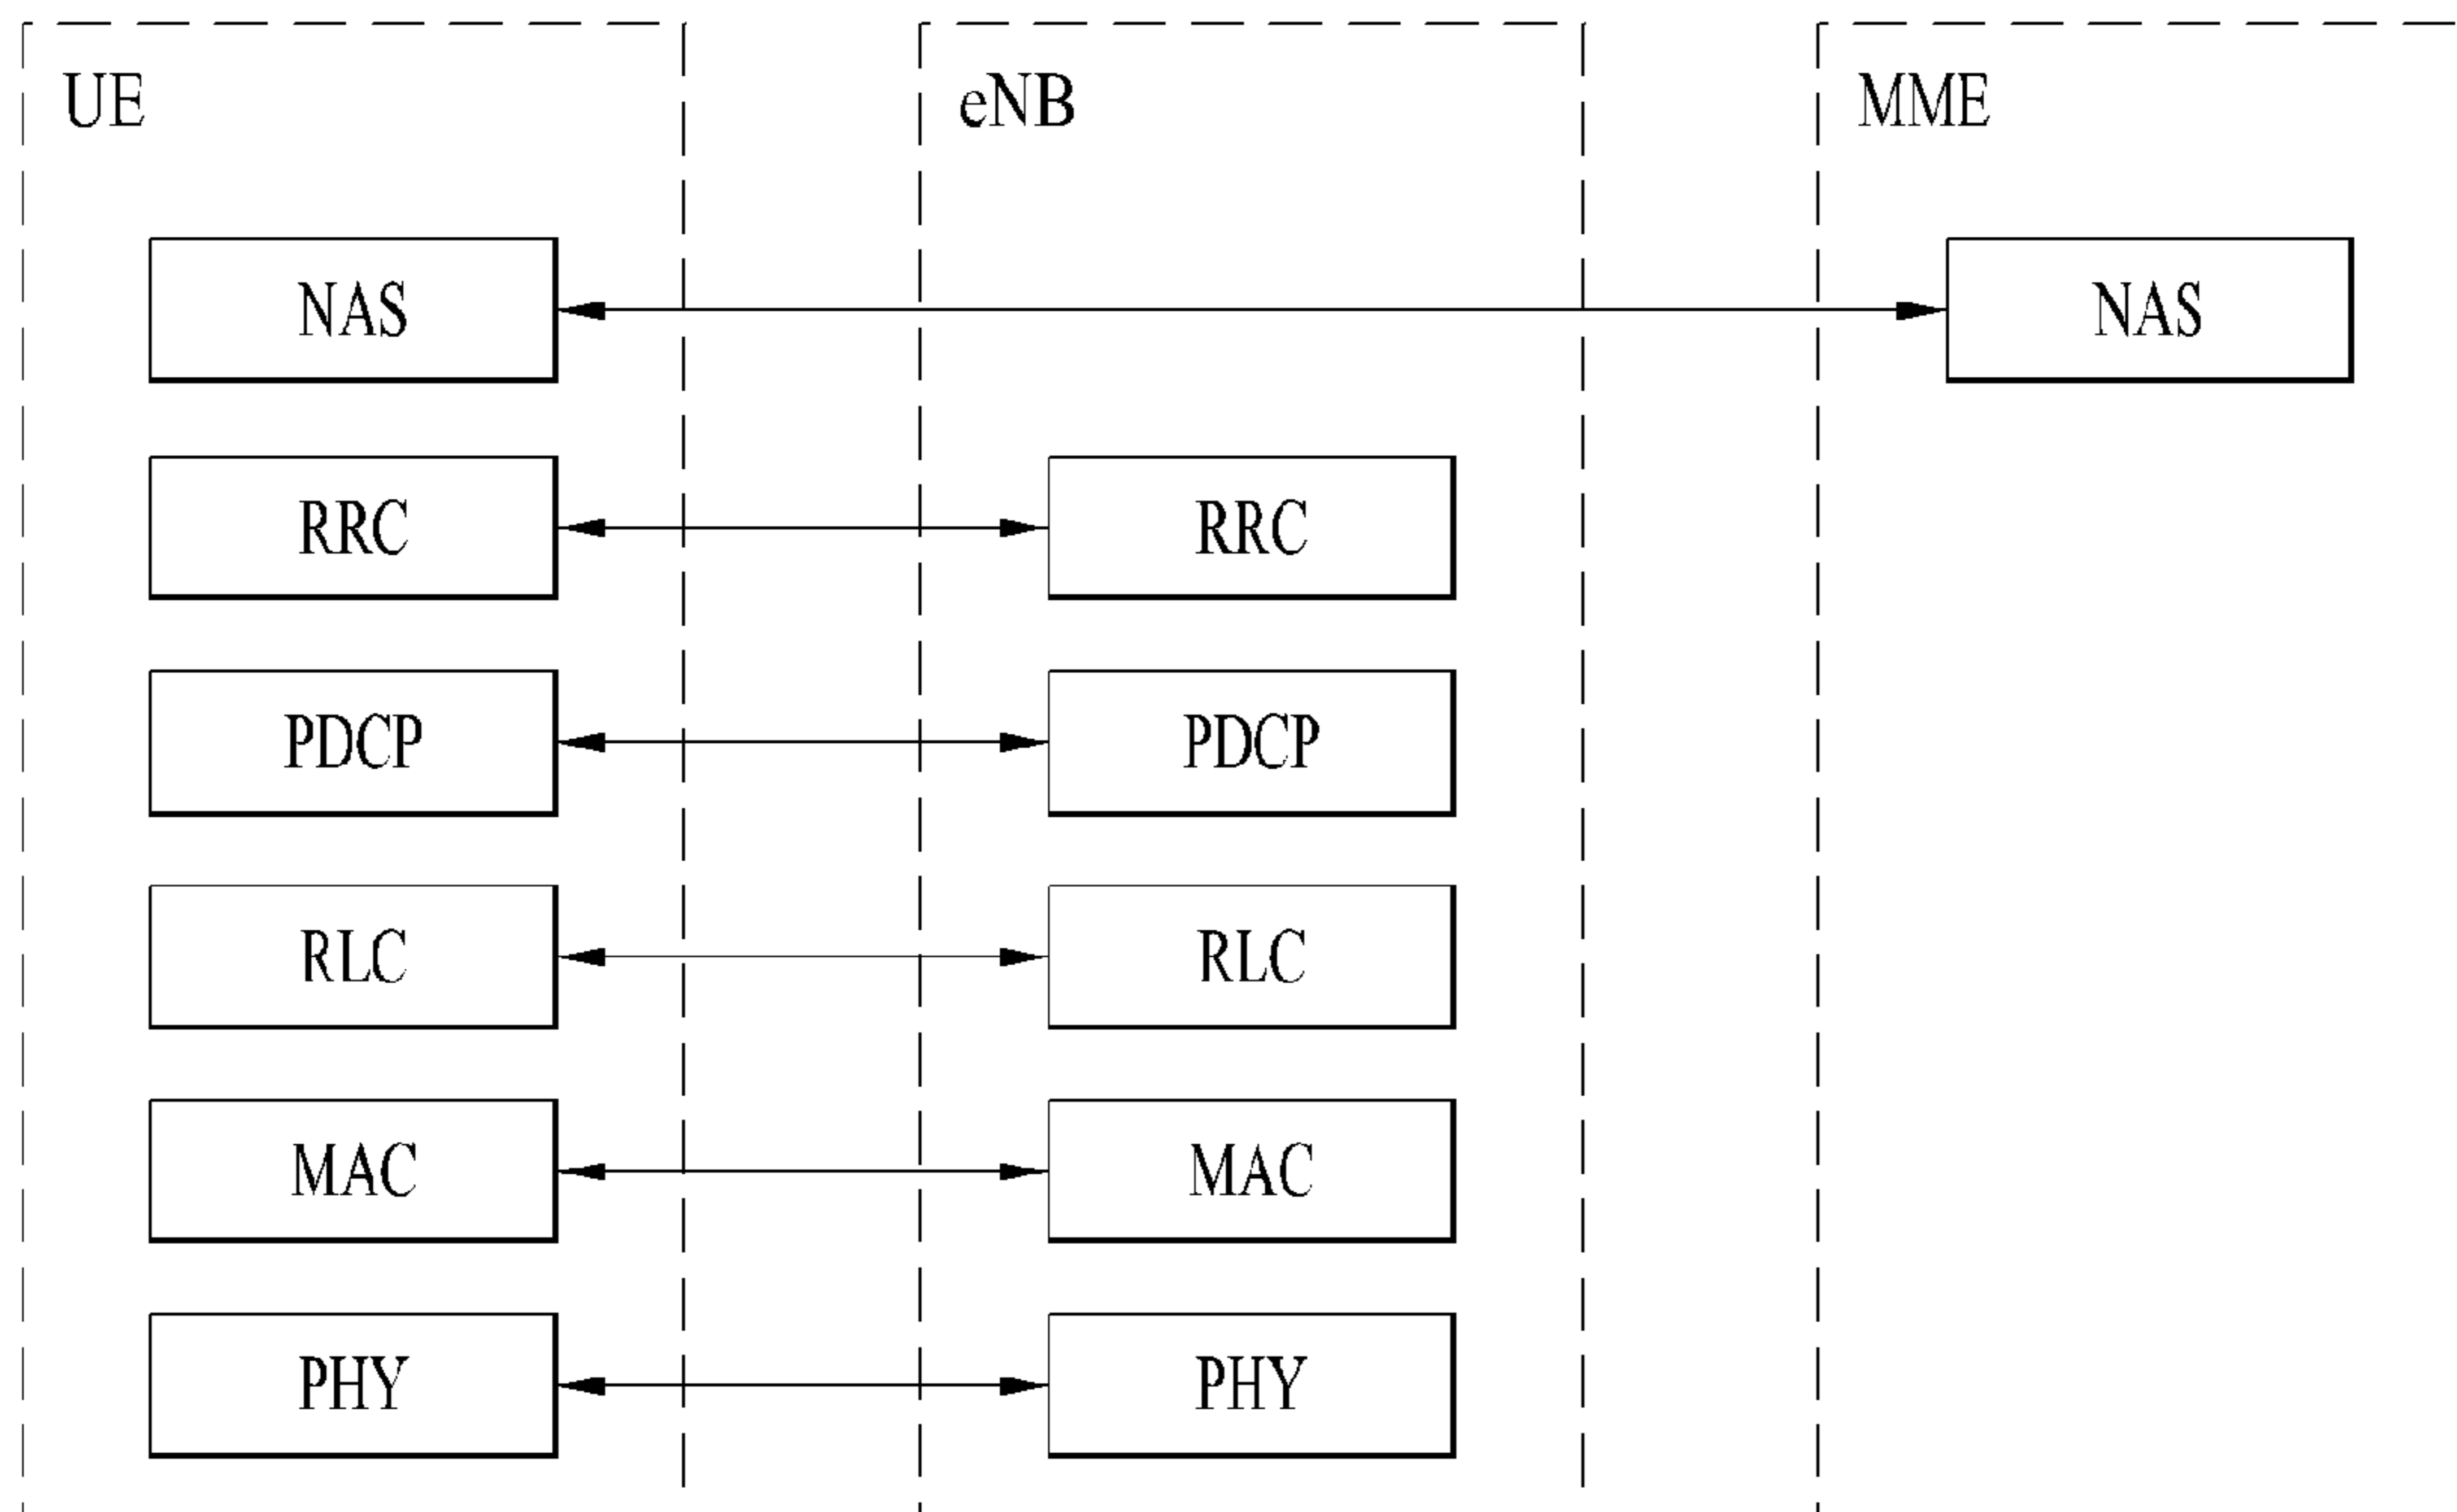 UE eNB MME
NAS NAS
RRC RRC
PDCP PDCP
RLC RLC
MAC MAC
PHY PHY